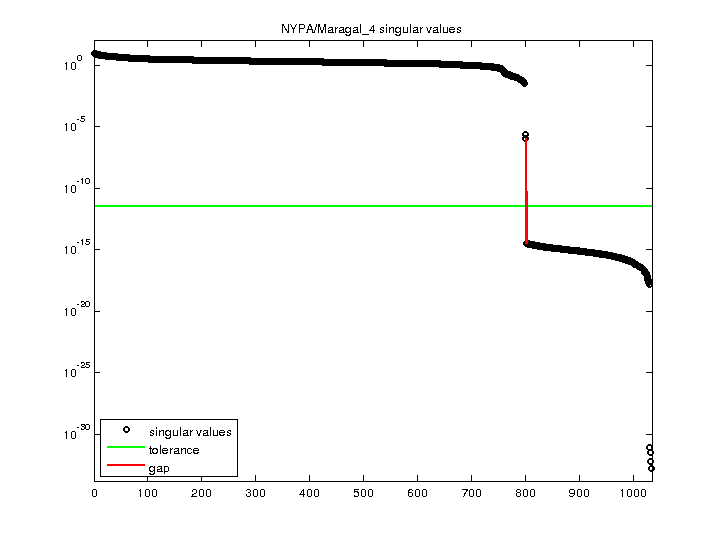 NYPA/Maragal_4 singular values
10^0
10^-5
10^-10
10^-15
10^-20
10^-25
10^-30
singular values
tolerance
gap
0 100 200 300 400 500 600 700 800 900 1000